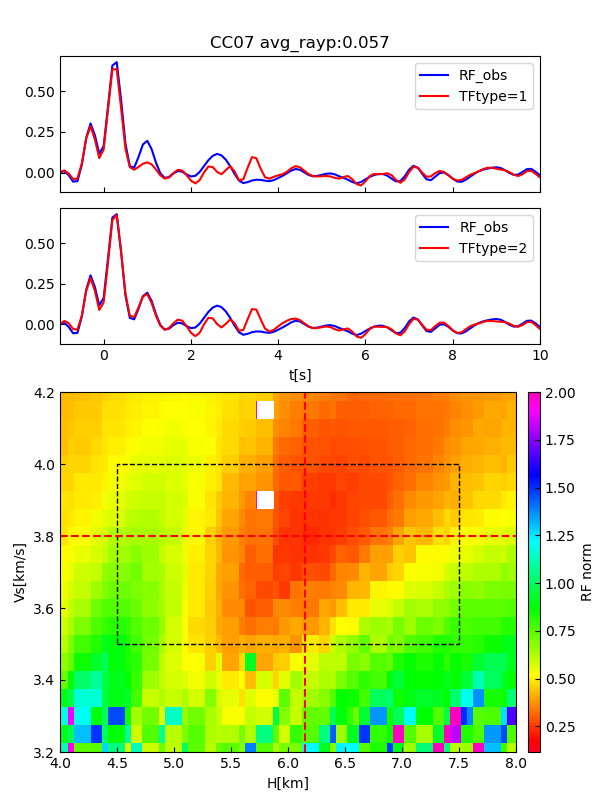 CC07 avg_rayp:0.057
RF_obs
TFtype=1
0.50
0.25
0.00
RF_obs
TFtype=2
0.50
0.25
0.00
0 2 4 6 8 10
t[s]
4.2
4.0
3.8
3.6
3.4
3.2
Vs[km/s]
4.0 4.5 5.0 5.5 6.0 6.5 7.0 7.5 8.0
H[km]
2.00
1.75
1.50
1.25
1.00
0.75
0.50
0.25
RF norm